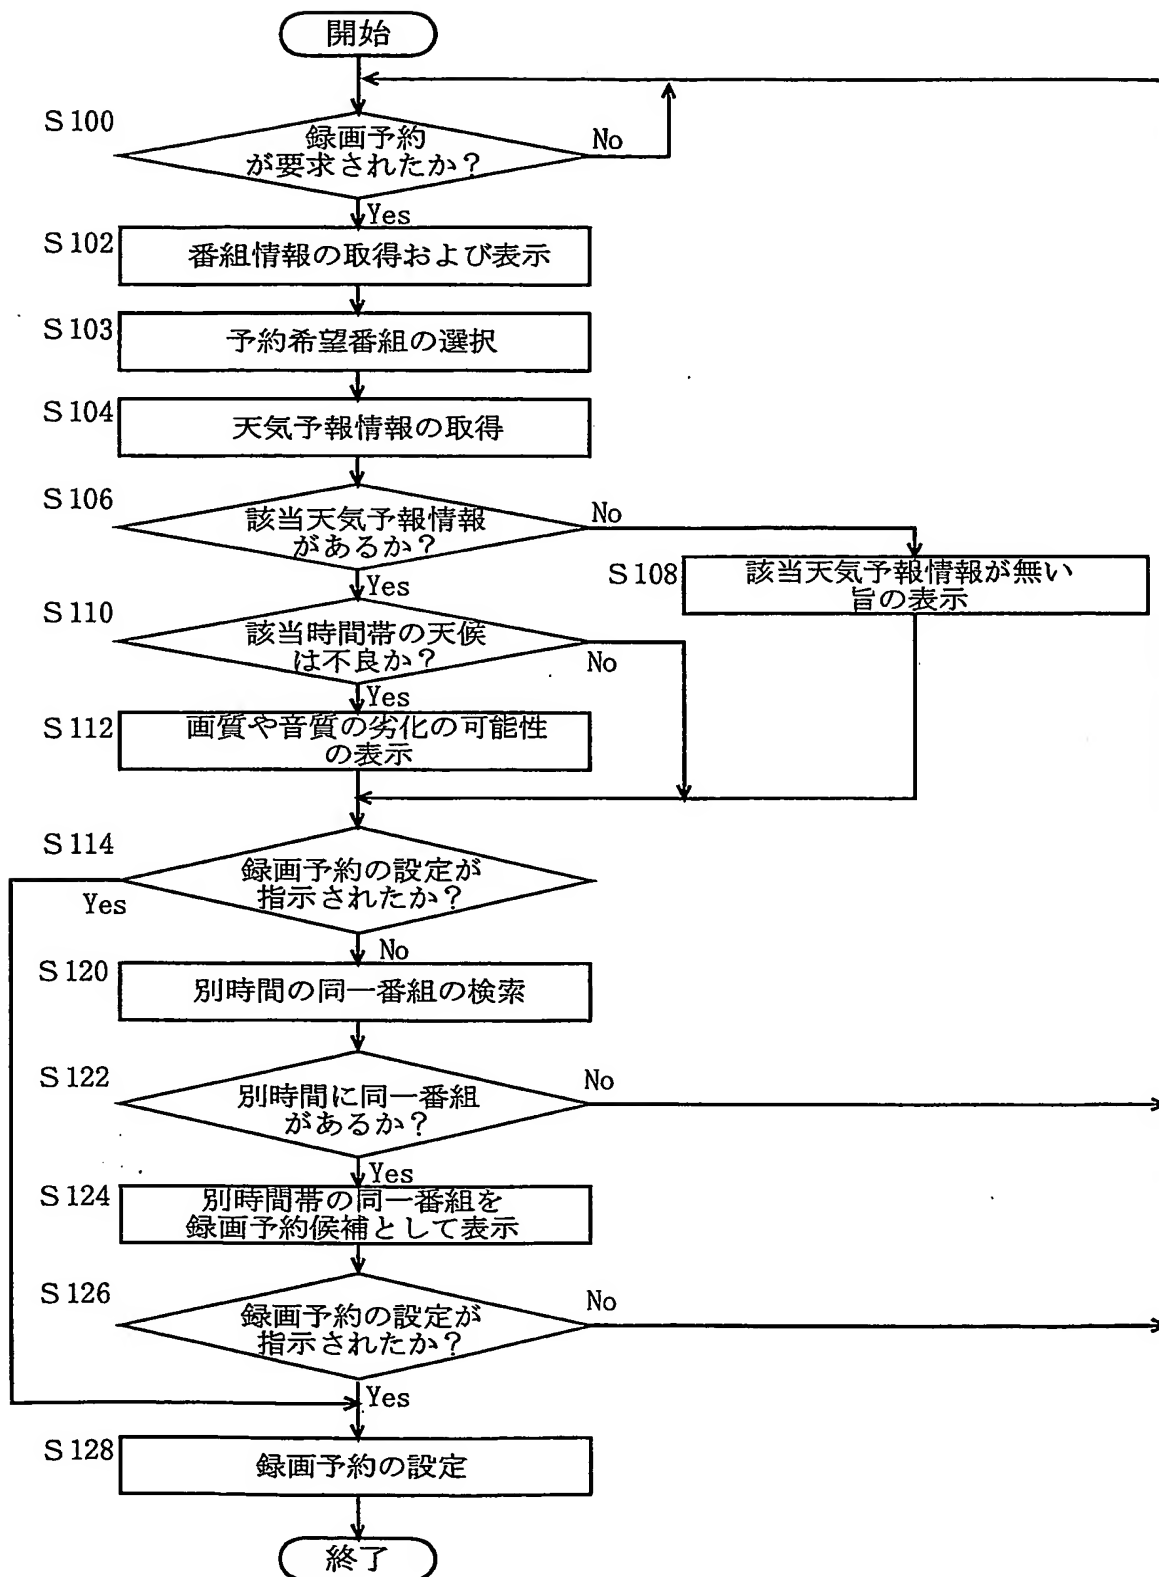 開始
S100
録画予約
が要求されたか？
No
Yes
S102
番組情報の取得および表示
S103
予約希望番組の選択
S104
天気予報情報の取得
S106
該当天気予報情報
があるか？
No
Yes
S108
該当天気予報情報が無い
旨の表示
S110
該当時間帯の天候
は不良か？
No
Yes
S112
画質や音質の劣化の可能性
の表示
S114
録画予約の設定が
指示されたか？
Yes
No
S120
別時間の同一番組の検索
S122
別時間に同一番組
があるか？
No
Yes
S124
別時間帯の同一番組を
録画予約候補として表示
S126
録画予約の設定が
指示されたか？
No
Yes
S128
録画予約の設定
終了